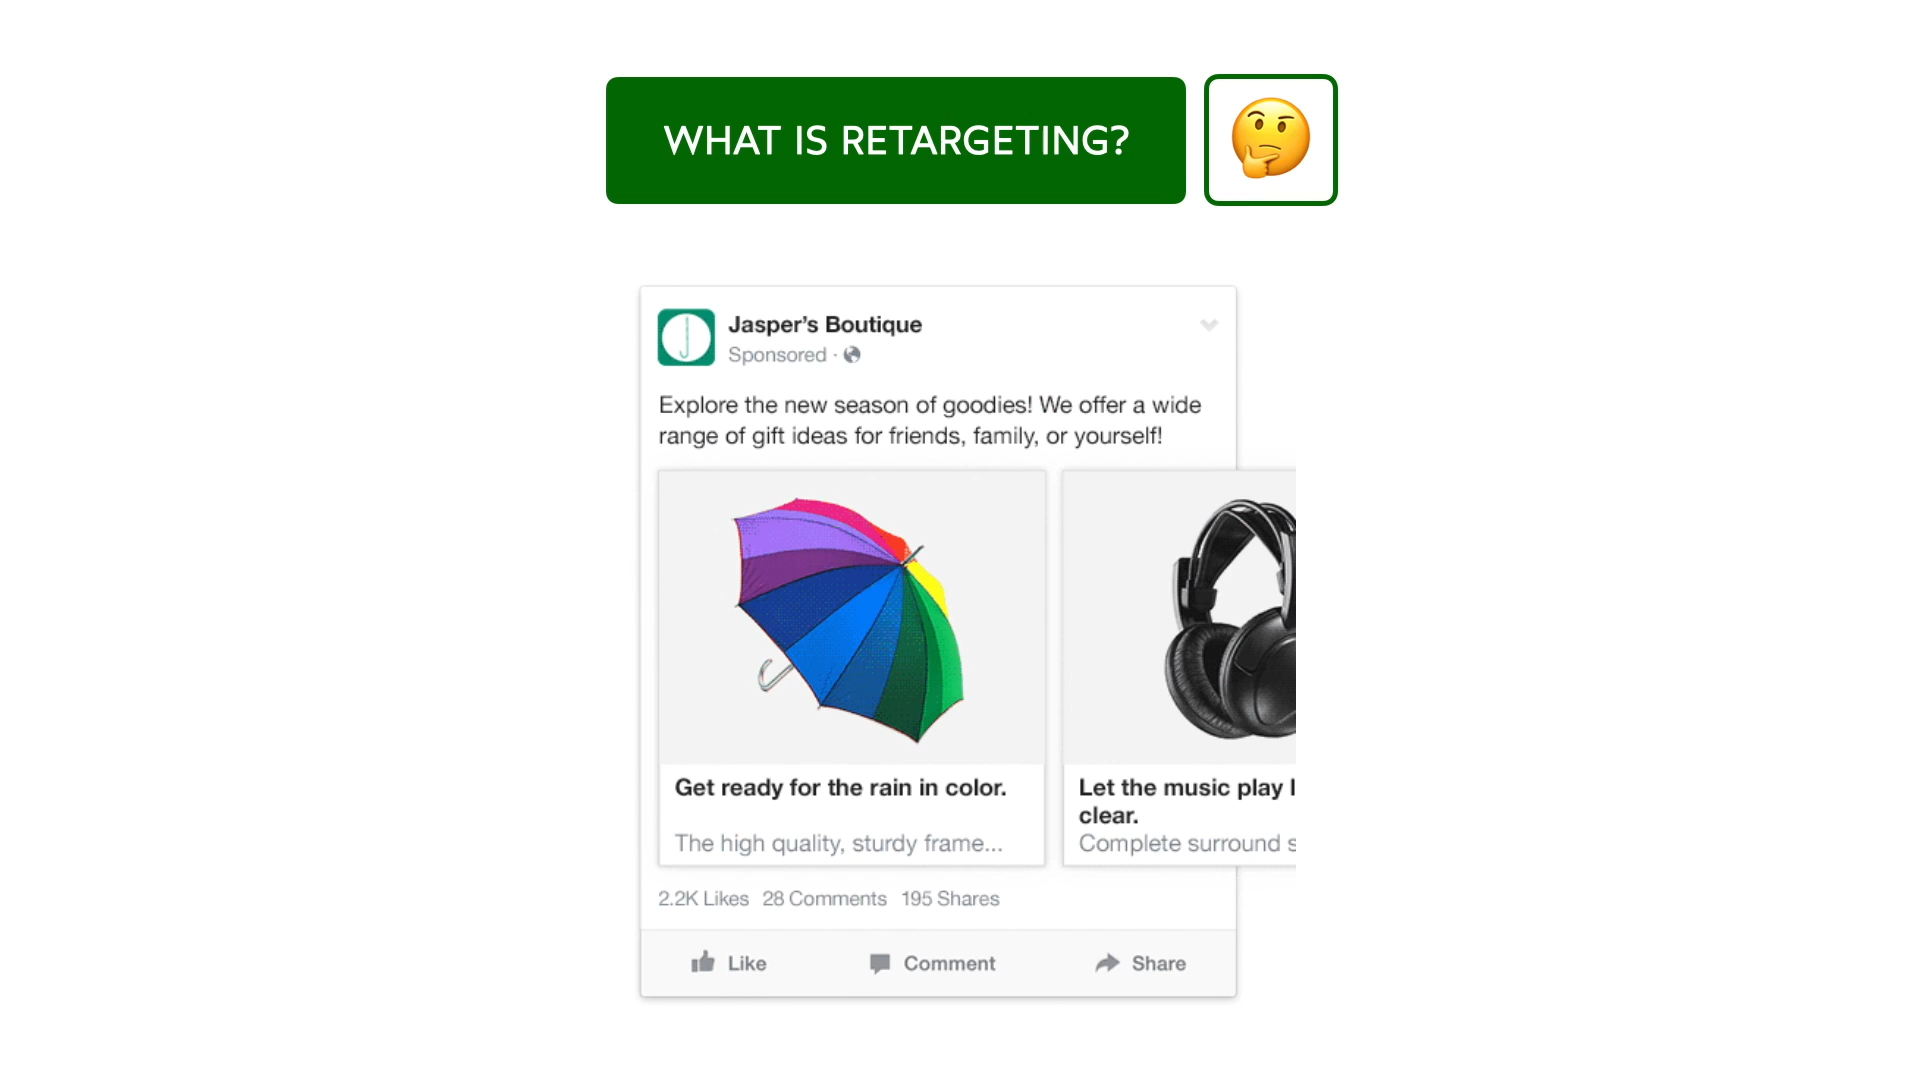 WHAT IS RETARGETING?
Jasper's Boutique
Sponsored ·
Explore the new season of goodies! We offer a wide
range of gift ideas for friends, family, or yourself!
Get ready for the rain in color.
The high quality, sturdy frame...
Let the music play
clear.
Complete surround
2.2K Likes 28 Comments 195 Shares
Like Comment Share